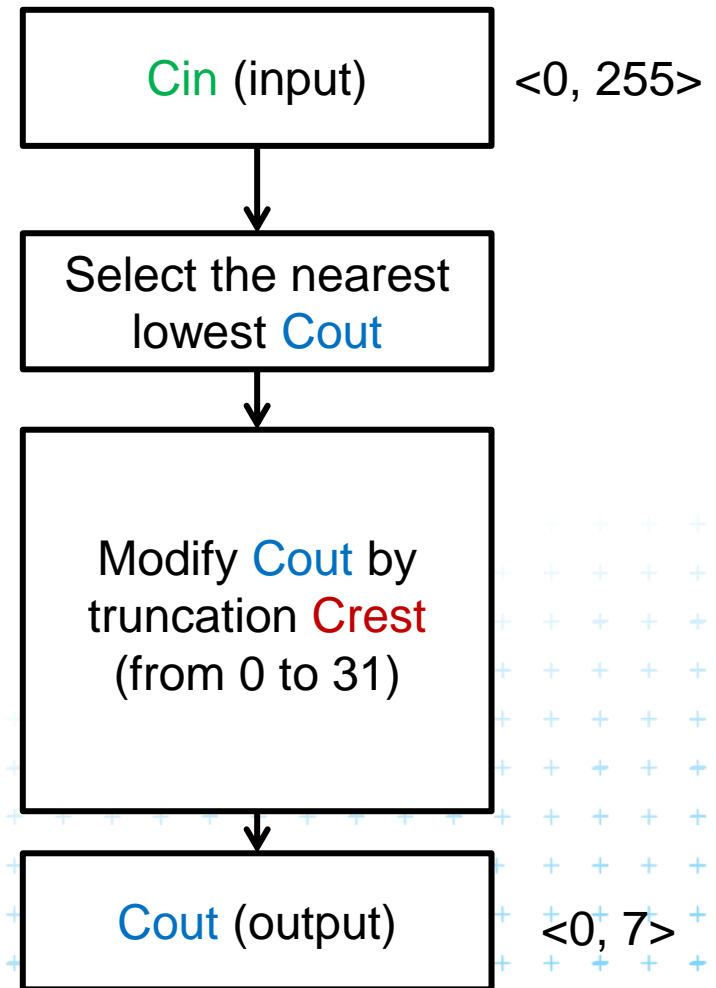 Cin (input)
<0, 255>
Select the nearest
lowest Cout
Modify Cout by
truncation Crest
(from 0 to 31)
Cout (output)
<0, 7>